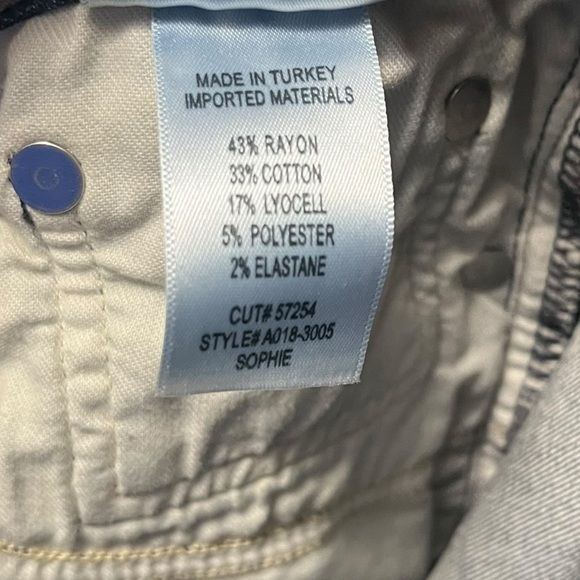 MADE IN TURKEY
IMPORTED MATERIALS
43% RAYON
33% COTTON
17% LYOCELL
5% POLYESTER
2% ELASTANE
CUT# 57254
STYLE# A018-3005
SOPHIE